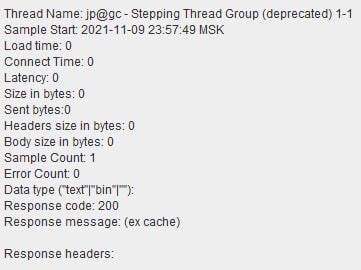 Thread Name: jp@gc - Stepping Thread Group (deprecated) 1-1
Sample Start: 2021-11-09 23:57:49 MSK
Load time: 0
Connect Time: 0
Latency: 0
Size in bytes: 0
Sent bytes:0
Headers size in bytes: 0
Body size in bytes: 0
Sample Count: 1
Error Count: 0
Data type ("text"|"bin"|""):
Response code: 200
Response message: (ex cache)
Response headers: